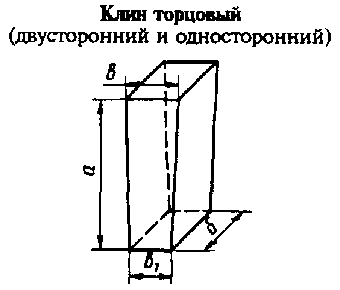 Клин торцовый
(двусторонний и односторонний)
в
а
б
в₁